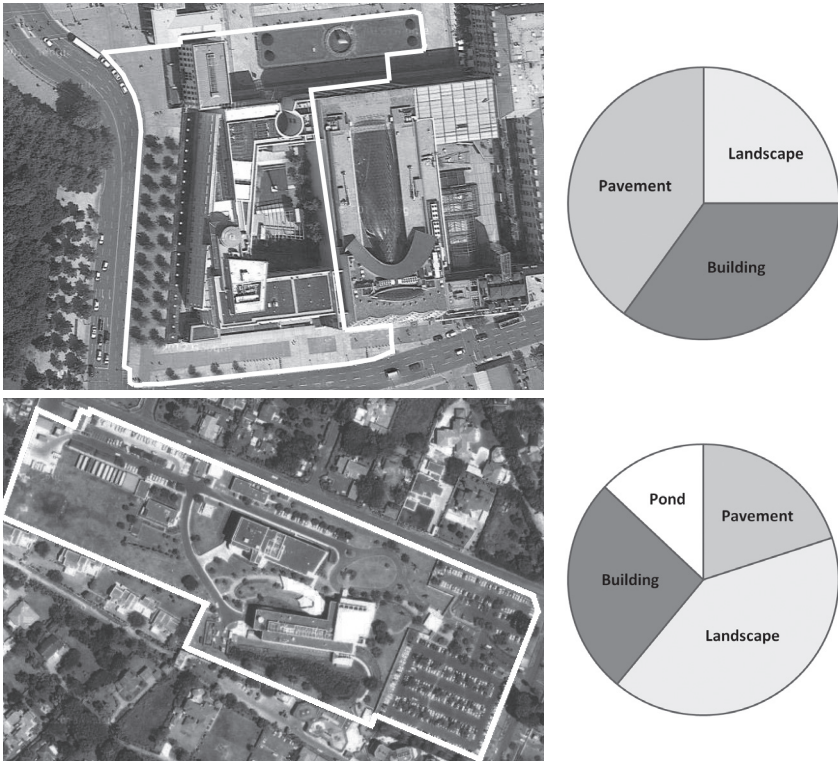 Landscape
Pavement
Building
Pond
Pavement
Building
Landscape